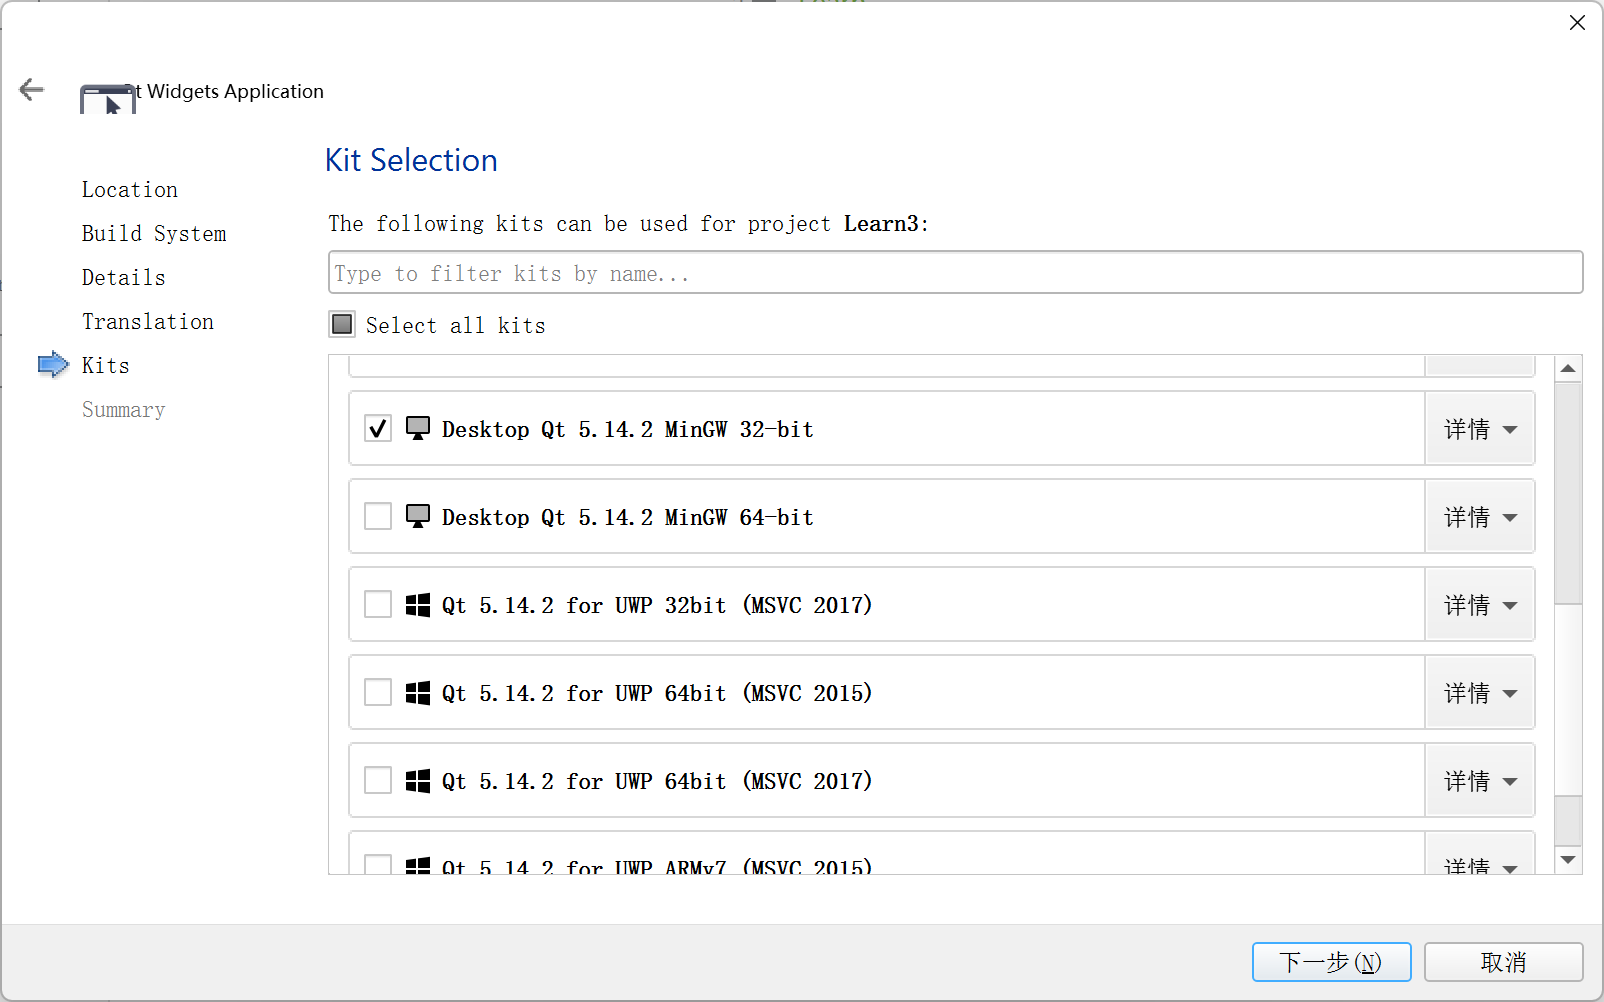 t Widgets Application
Kit Selection
Location
Build System
Details
Translation
Kits
Summary
The following kits can be used for project Learn3:
Type to filter kits by name...
Select all kits
Desktop Qt 5.14.2 MinGW 32-bit 详情
Desktop Qt 5.14.2 MinGW 64-bit 详情
Qt 5.14.2 for UWP 32bit (MSVC 2017) 详情
Qt 5.14.2 for UWP 64bit (MSVC 2015) 详情
Qt 5.14.2 for UWP 64bit (MSVC 2017) 详情
Qt 5.14.2 for UWP ARMv7 (MSVC 2015) 详情
下一步(N) 取消